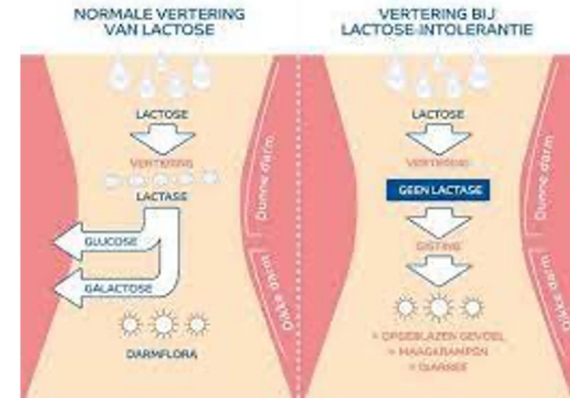 NORMALE VERTERING
VAN LACTOSE
LACTOSE
VERTERING
LACTASE
GLUCOSE
GALACTOSE
DARMFLORA
Dunne darm
Dikke darm
VERTERING BIJ
LACTOSE-INTOLERANTIE
LACTOSE
VERTERING
GEEN LACTASE
GISTING
+ OPGEBLAZEN GEVOEL
+ MAAGKRAMPEN
+ DIARREE
Dunne darm
Dikke darm